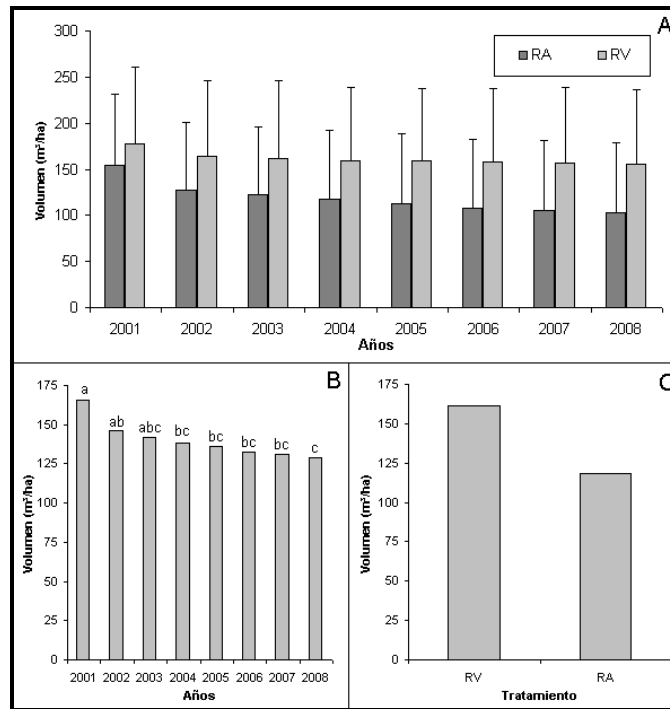 A
RA RV
300
250
200
150
100
50
0
Volumen (m³/ha)
2001 2002 2003 2004 2005 2006 2007 2008
Años
B
175
150
125
100
75
50
25
0
Volumen (m³/ha)
a ab abc bc bc bc bc c
2001 2002 2003 2004 2005 2006 2007 2008
Años
C
175
150
125
100
75
50
25
0
Volumen (m³/ha)
RV RA
Tratamiento